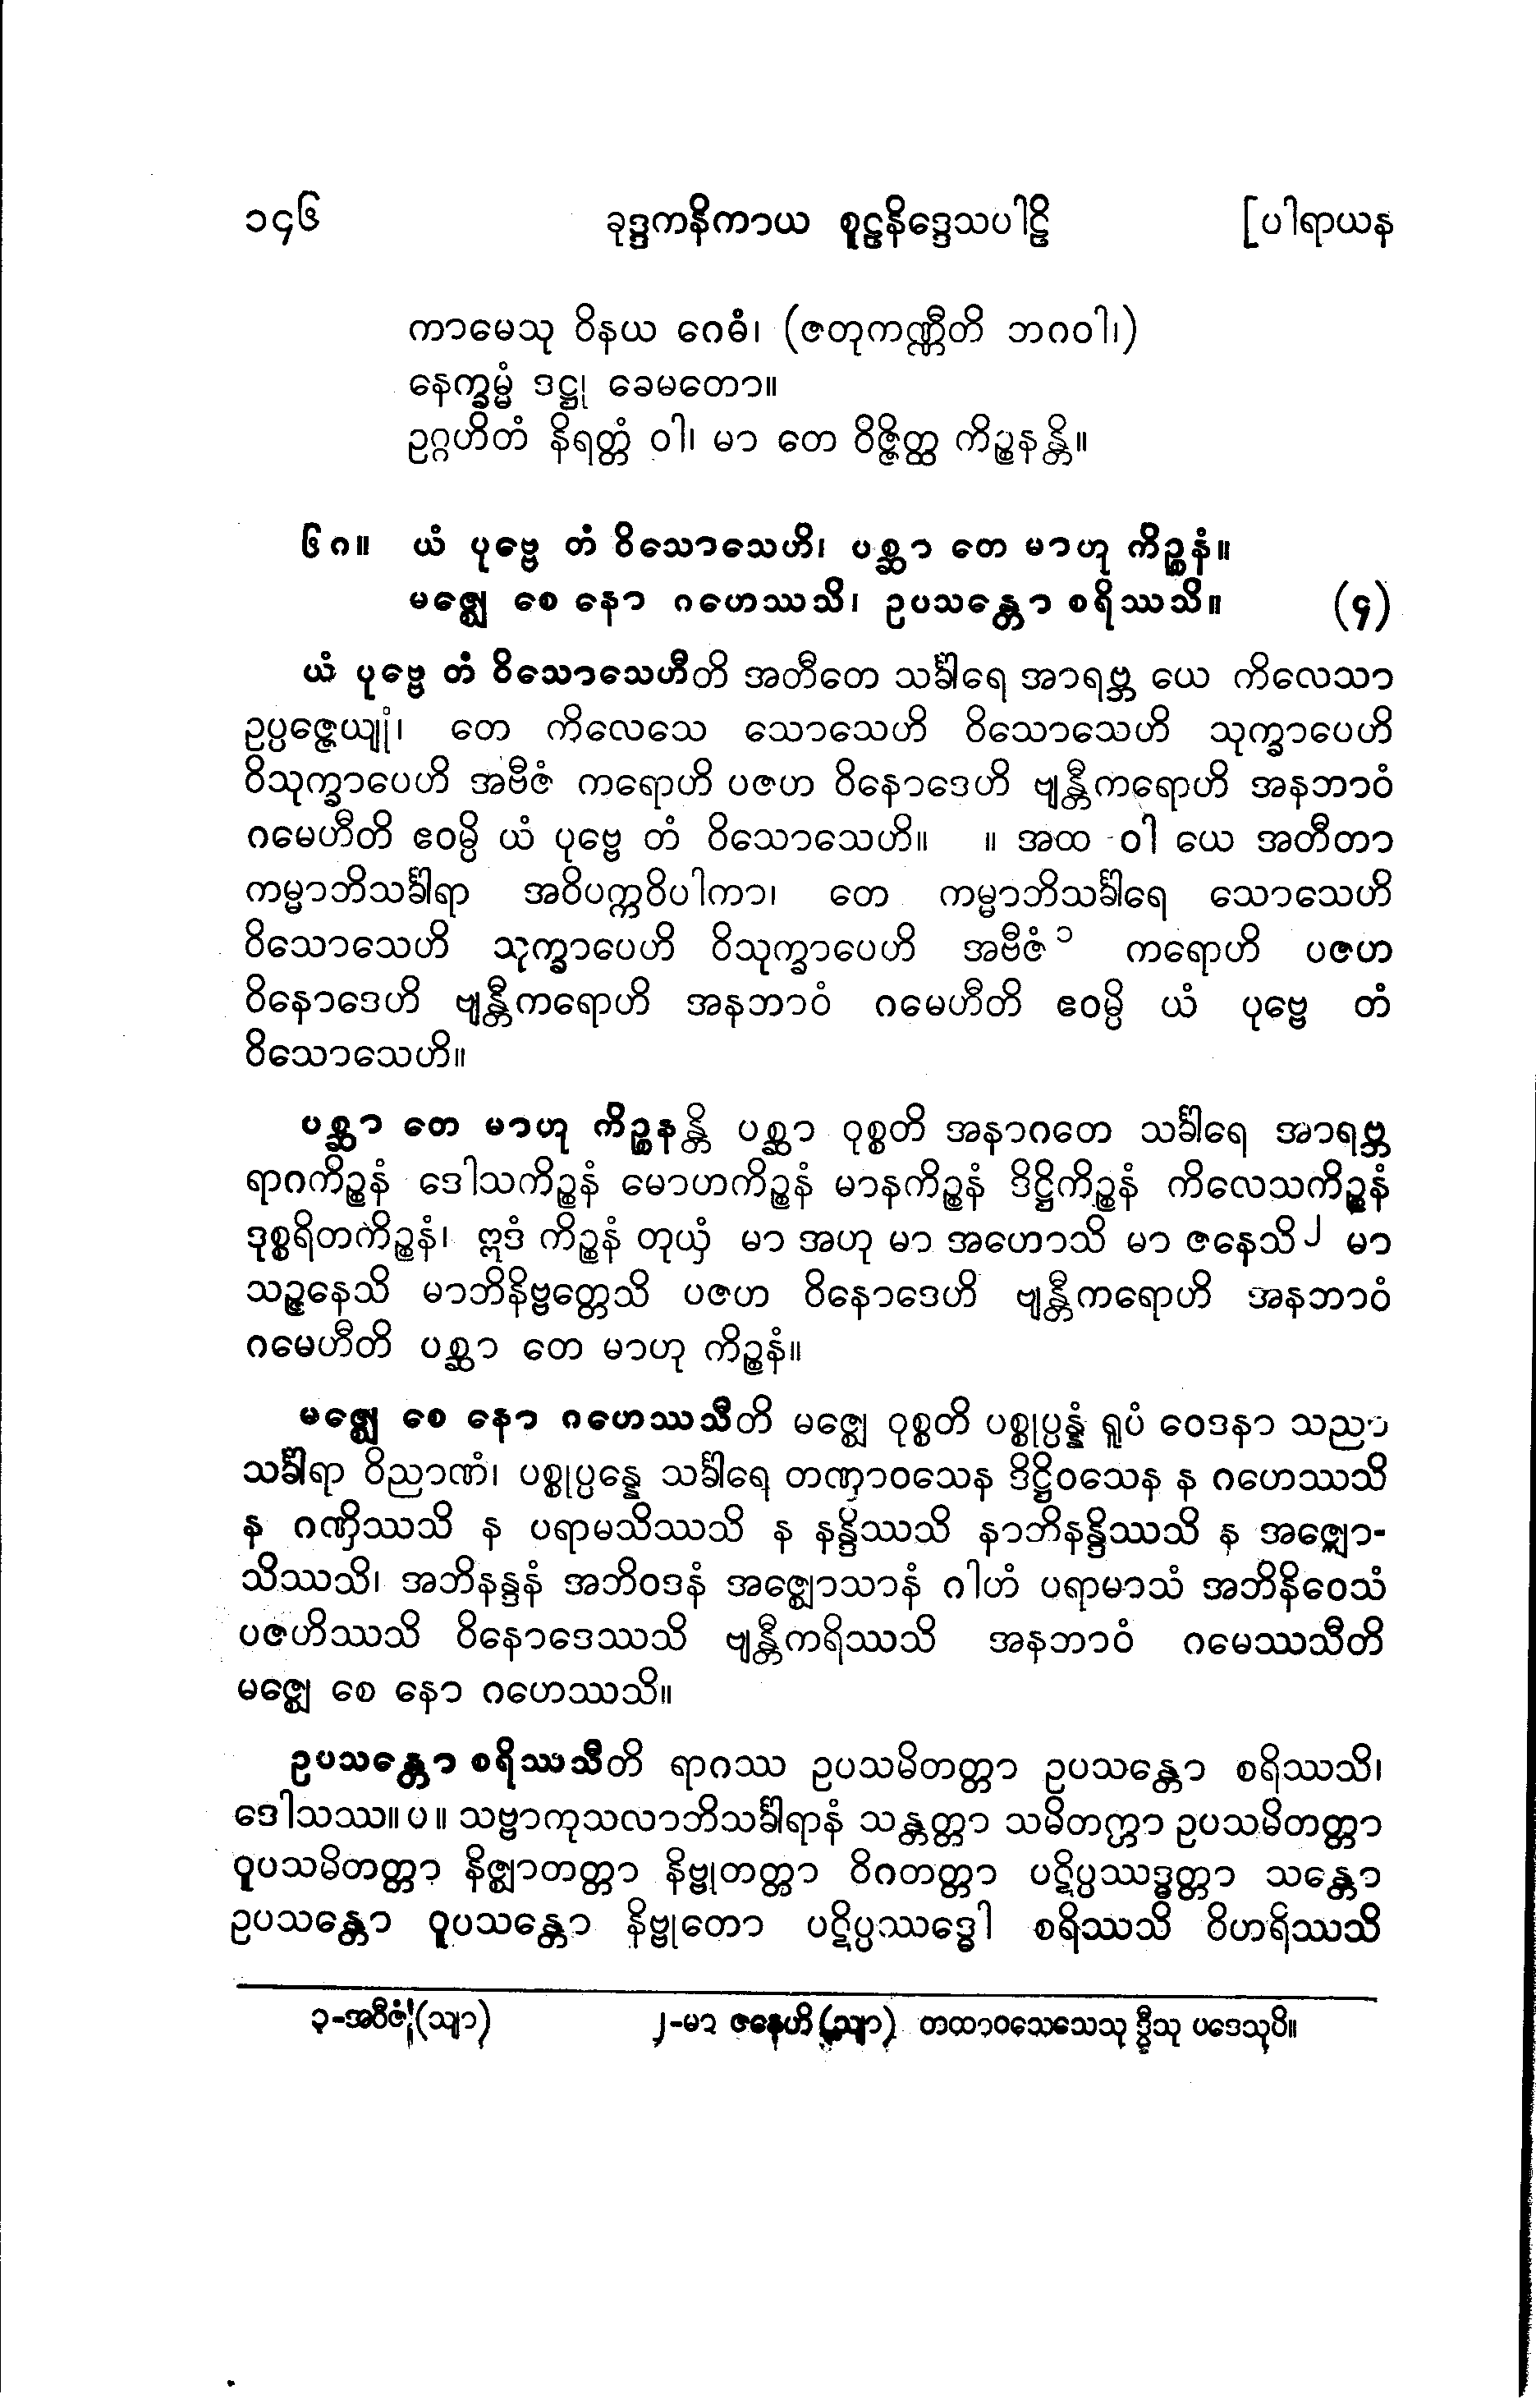 ၁၄၆ ခုဒ္ဒကနိကာယ စူဠနိဒ္ဒေသပါဠိ [ပါရာယန
ကာမေသု ဝိနယ ဂေဓံ၊ (ဇတုကဏ္ဏီတိ ဘဂဝါ၊)
နေက္ခမ္မံ ဒဋ္ဌု ခေမတော။
ဥဂ္ဂဟိတံ နိရတ္တံ ဝါ၊ မာ တေ ဝိဇ္ဇိတ္ထ ကိဉ္စနန္တိ။
၆၈။ ယံ ပုဗ္ဗေ တံ ဝိသောသေဟိ၊ ပစ္ဆာ တေ မာဟု ကိဉ္စနံ။
မဇ္ဈေ စေ နော ဂဟေဿသိ၊ ဥပသန္တော စရိဿသိ။ (၄)
ယံ ပုဗ္ဗေ တံ ဝိသောသေဟီတိ အတီတေ သင်္ခါရေ အာရဗ္ဘ ယေ ကိလေသာ
ဥပ္ပဇ္ဇေယျုံ၊ တေ ကိလေသေ သောသေဟိ ဝိသောသေဟိ သုက္ခာပေဟိ
ဝိသုက္ခာပေဟိ အဗီဇံ ကရောဟိ ပဇဟ ဝိနောဒေဟိ ဗျန္တီကရောဟိ အနဘာဝံ
ဂမေဟီတိ ဧဝမ္ပိ ယံ ပုဗ္ဗေ တံ ဝိသောသေဟိ။ ။ အထ ဝါ ယေ အတီတာ
ကမ္မာဘိသင်္ခါရာ အဝိပက္ကဝိပါကာ၊ တေ ကမ္မာဘိသင်္ခါရေ သောသေဟိ
ဝိသောသေဟိ သုက္ခာပေဟိ ဝိသုက္ခာပေဟိ အဗီဇံ၁ ကရောဟိ ပဇဟ
ဝိနောဒေဟိ ဗျန္တီကရောဟိ အနဘာဝံ ဂမေဟီတိ ဧဝမ္ပိ ယံ ပုဗ္ဗေ တံ
ဝိသောသေဟိ။
ပစ္ဆာ တေ မာဟု ကိဉ္စနန္တိ ပစ္ဆာ ဝုစ္စတိ အနာဂတေ သင်္ခါရေ အာရဗ္ဘ
ရာဂကိဉ္စနံ ဒေါသကိဉ္စနံ မောဟကိဉ္စနံ မာနကိဉ္စနံ ဒိဋ္ဌိကိဉ္စနံ ကိလေသကိဉ္စနံ
ဒုစ္စရိတကိဉ္စနံ၊ ဣဒံ ကိဉ္စနံ တုယှံ မာ အဟု မာ အဟောသိ မာ ဇနေသိ၂ မာ
သဉ္ဇနေသိ မာဘိနိဗ္ဗတ္တေသိ ပဇဟ ဝိနောဒေဟိ ဗျန္တီကရောဟိ အနဘာဝံ
ဂမေဟီတိ ပစ္ဆာ တေ မာဟု ကိဉ္စနံ။
မဇ္ဈေ စေ နော ဂဟေဿသီတိ မဇ္ဈေ ဝုစ္စတိ ပစ္စုပ္ပန္နံ ရူပံ ဝေဒနာ သညာ
သင်္ခါရာ ဝိညာဏံ၊ ပစ္စုပ္ပန္နေ သင်္ခါရေ တဏှာဝသေန ဒိဋ္ဌိဝသေန န ဂဟေဿသိ
န ဂဏှိဿသိ န ပရာမသိဿသိ န နန္ဒိဿသိ နာဘိနန္ဒိဿသိ န အဇ္ဈော-
သိဿသိ၊ အဘိနန္ဒနံ အဘိဝဒနံ အဇ္ဈောသာနံ ဂါဟံ ပရာမာသံ အဘိနိဝေသံ
ပဇဟိဿသိ ဝိနောဒေဿသိ ဗျန္တီကရိဿသိ အနဘာဝံ ဂမေဿသီတိ
မဇ္ဈေ စေ နော ဂဟေဿသိ။
ဥပသန္တော စရိဿသီတိ ရာဂဿ ဥပသမိတတ္တာ ဥပသန္တော စရိဿသိ၊
ဒေါသဿ။ပ။ သဗ္ဗာကုသလာဘိသင်္ခါရာနံ သန္တတ္တာ သမိတတ္တာ ဥပသမိတတ္တာ
ဝူပသမိတတ္တာ နိဇ္ဈာတတ္တာ နိဗ္ဗုတတ္တာ ဝိဂတတ္တာ ပဋိပ္ပဿဒ္ဓတ္တာ သန္တော
ဥပသန္တော ဝူပသန္တော နိဗ္ဗုတော ပဋိပ္ပဿဒ္ဓေါ စရိဿသိ ဝိဟရိဿသိ
၁-အဝီဇံ (သျာ) ၂-မာ ဇနေဟိ (သျာ) တထာဝသေသေသု ဒွီသု ပဒေသုပိ။